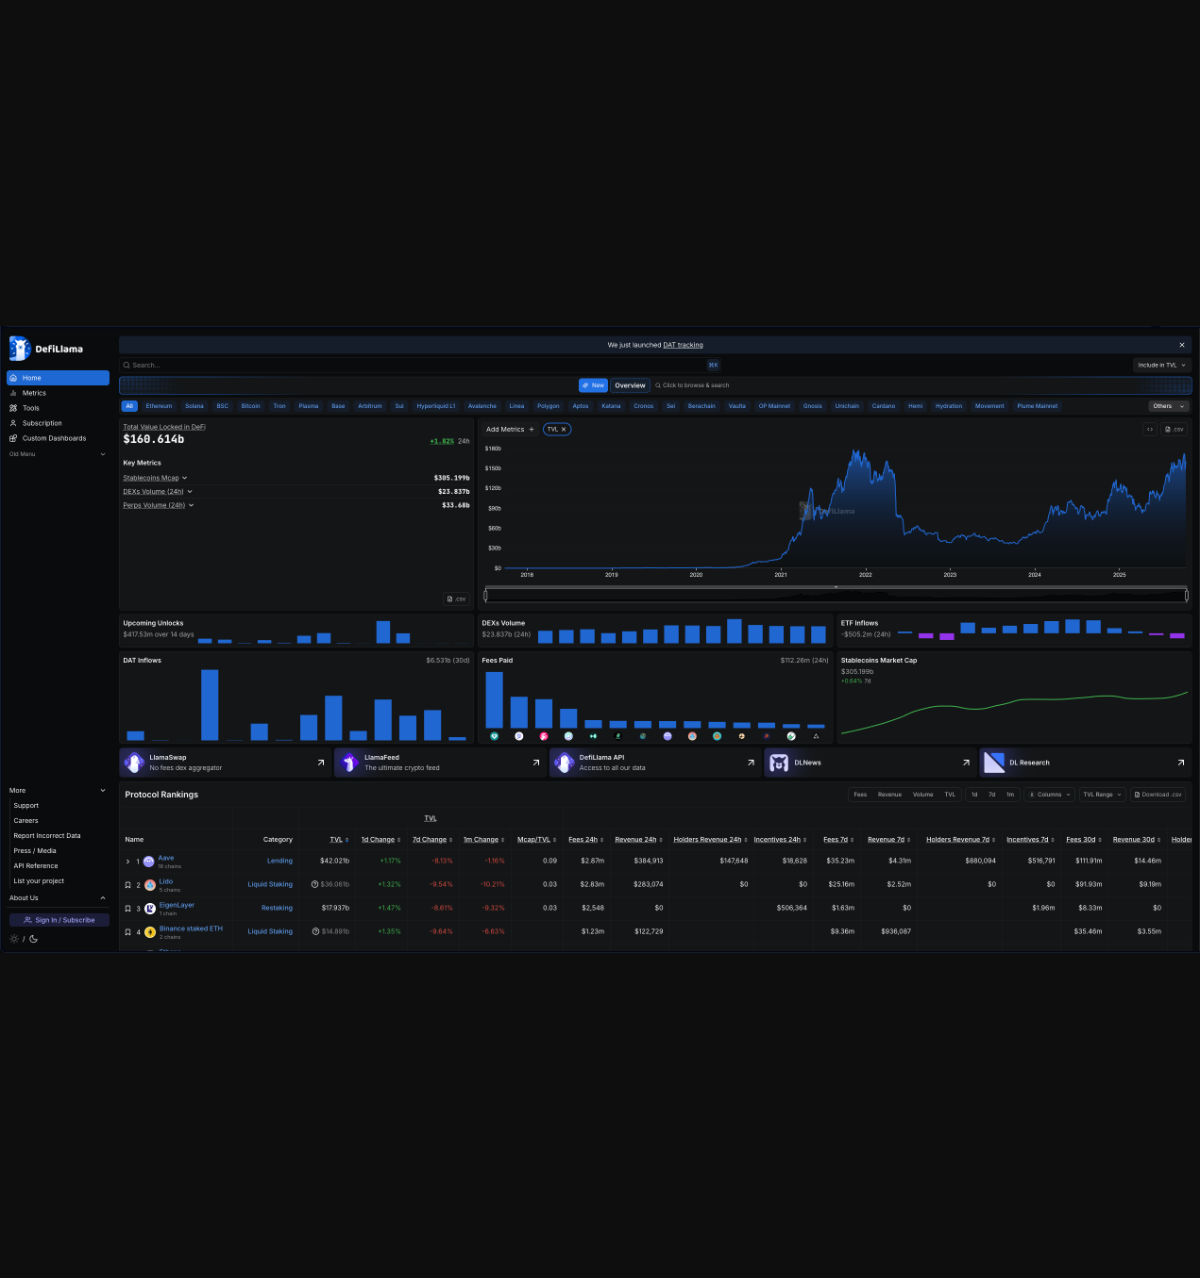 DefiLlama
Home
Metrics
Tools
Subscription
Custom Dashboards
Old Menu
More
Support
Careers
Report Incorrect Data
Press / Media
API Reference
List your project
About Us
Sign In / Subscribe
/
We just launched DAT tracking
Search...
⌘K
Include in TVL
New Overview Click to browse & search
All Ethereum Solana BSC Bitcoin Tron Plasma Base Arbitrum Sui Hyperliquid L1 Avalanche Linea Polygon Aptos Katana Cronos Sei Berachain Vaulta OP Mainnet Gnosis Unichain Cardano Hemi Hydration Movement Plume Mainnet Others
Total Value Locked in DeFi
$160.614b
+1.82% 24h
Key Metrics
Stablecoins Mcap $305.199b
DEXs Volume (24h) $23.837b
Perps Volume (24h) $33.68b
.csv
Add Metrics + TVL
.csv
$180b
$150b
$120b
$90b
$60b
$30b
$0
DefiLlama
2018 2019 2020 2021 2022 2023 2024 2025
Upcoming Unlocks
$417.53m over 14 days
DEXs Volume
$23.837b (24h)
ETF Inflows
-$505.2m (24h)
DAT Inflows
$6.531b (30d)
Fees Paid
$112.26m (24h)
Stablecoins Market Cap
$305.199b
+0.64% 7d
LlamaSwap
No fees dex aggregator
LlamaFeed
The ultimate crypto feed
DefiLlama API
Access to all our data
DLNews
DL Research
Protocol Rankings
Fees Revenue Volume TVL 1d 7d 1m Columns TVL Range Download .csv
TVL
Name Category TVL 1d Change 7d Change 1m Change Mcap/TVL Fees 24h Revenue 24h Holders Revenue 24h Incentives 24h Fees 7d Revenue 7d Holders Revenue 7d Incentives 7d Fees 30d Revenue 30d Holde
1 Aave Lending $42.021b +1.17% -8.13% -1.16% 0.09 $2.87m $384,913 $147,648 $18,628 $35.23m $4.31m $680,094 $516,791 $111.91m $14.46m
18 chains
2 Lido Liquid Staking $36.061b +1.32% -9.54% -10.21% 0.03 $2.83m $283,074 $0 $0 $25.16m $2.52m $0 $0 $91.93m $9.19m
5 chains
3 EigenLayer Restaking $17.937b +1.47% -8.61% -9.32% 0.03 $2,548 $0 $506,364 $1.63m $0 $1.96m $8.33m $0
1 chain
4 Binance staked ETH Liquid Staking $14.891b +1.35% -9.64% -6.63% $1.23m $122,729 $9.36m $936,087 $35.46m $3.55m
2 chains